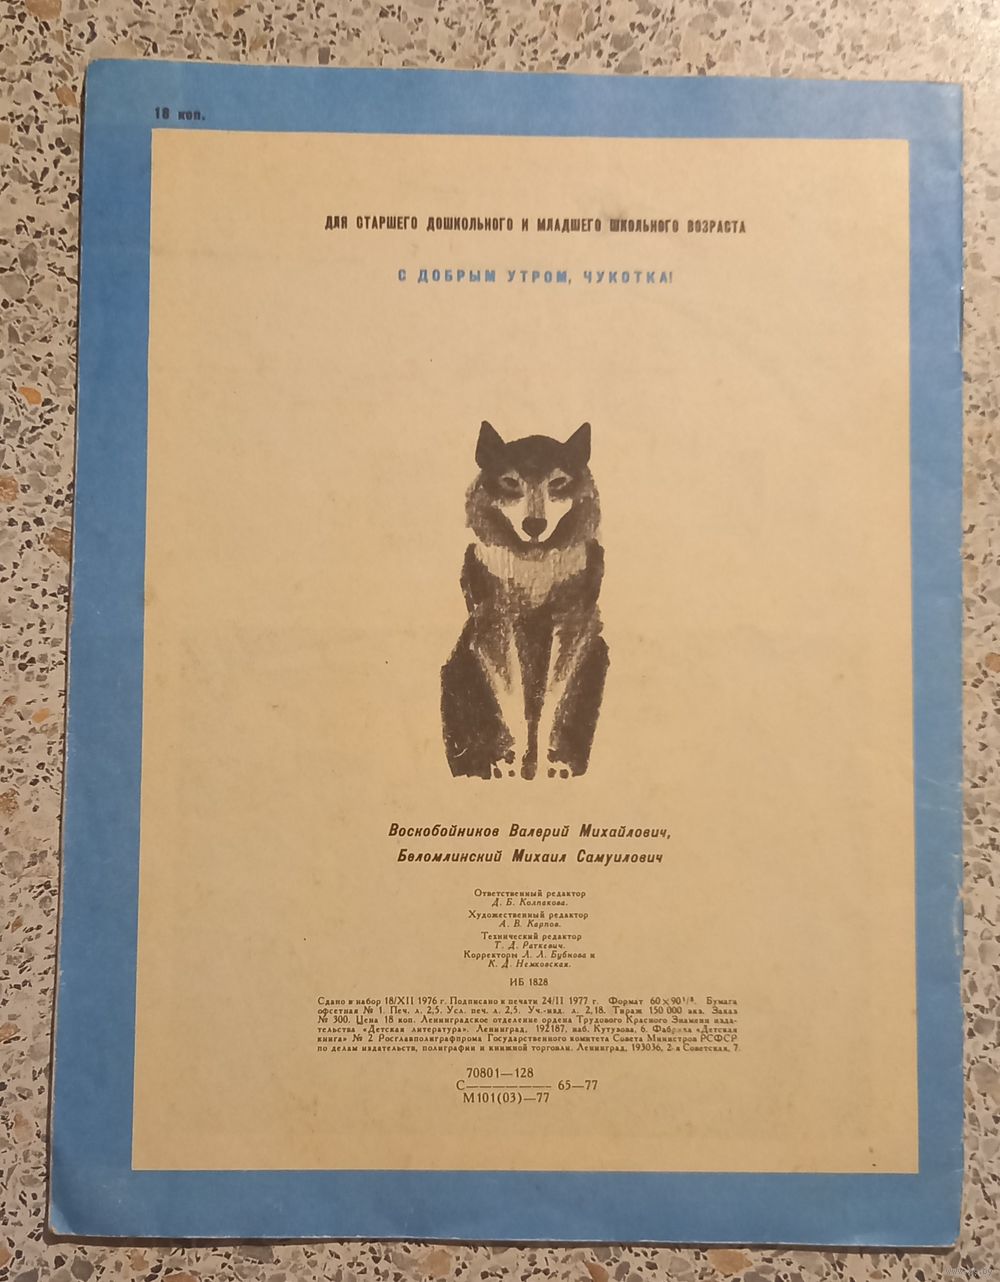 18 коп.
ДЛЯ СТАРШЕГО ДОШКОЛЬНОГО И МЛАДШЕГО ШКОЛЬНОГО ВОЗРАСТА
С ДОБРЫМ УТРОМ, ЧУКОТКА!
Воскобойников Валерий Михайлович,
Беломлинский Михаил Самуилович
Ответственный редактор
Д. Б. Колпакова.
Художественный редактор
А. В. Карпов.
Технический редактор
Т. Д. Раткевич.
Корректоры Л. Л. Бубнова и
К. Д. Немковская.
ИБ 1828
Сдано в набор 18/XII 1976 г. Подписано к печати 24/II 1977 г. Формат 60×90 1/8. Бумага
офсетная № 1. Печ. л. 2,5. Усл. печ. л. 2,5. Уч.-изд. л. 2,18. Тираж 150 000 экз. Заказ
№ 300. Цена 18 коп. Ленинградское отделение ордена Трудового Красного Знамени изда-
тельства «Детская литература». Ленинград, 192187, наб. Кутузова, 6. Фабрика «Детская
книга» № 2 Росглавполиграфпрома Государственного комитета Совета Министров РСФСР
по делам издательств, полиграфии и книжной торговли. Ленинград, 193036, 2-я Советская, 7.
70801—128
С——————— 65—77
М101(03)—77